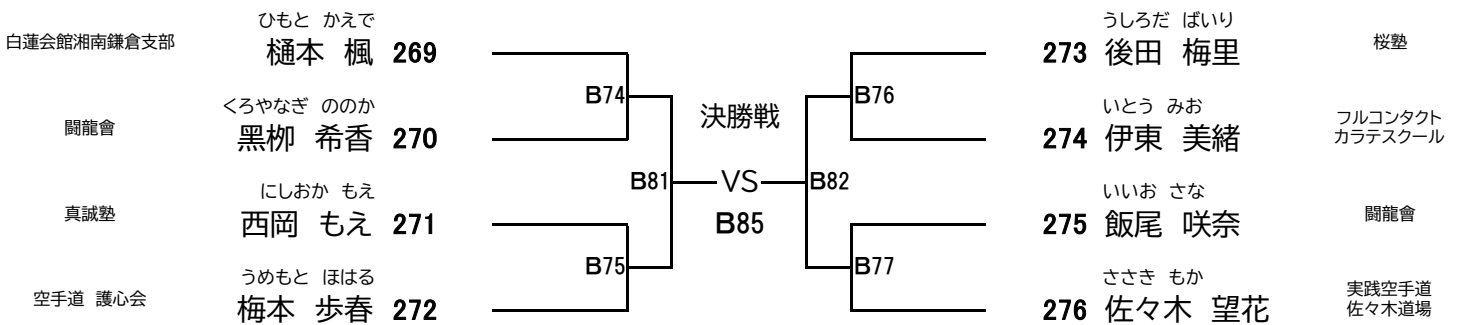 ひもと かえで
白蓮会館湘南鎌倉支部 樋本 楓 269
くろやなぎ ののか
闘龍會 黒栁 希香 270
にしおか もえ
真誠塾 西岡 もえ 271
うめもと ほはる
空手道 護心会 梅本 歩春 272
B74
B75
B81
決勝戦
VS
B85
B82
B76
B77
うしろだ ばいり
273 後田 梅里 桜塾
いとう みお
274 伊東 美緒 フルコンタクト
カラテスクール
いいお さな
275 飯尾 咲奈 闘龍會
ささき もか
276 佐々木 望花 実践空手道
佐々木道場